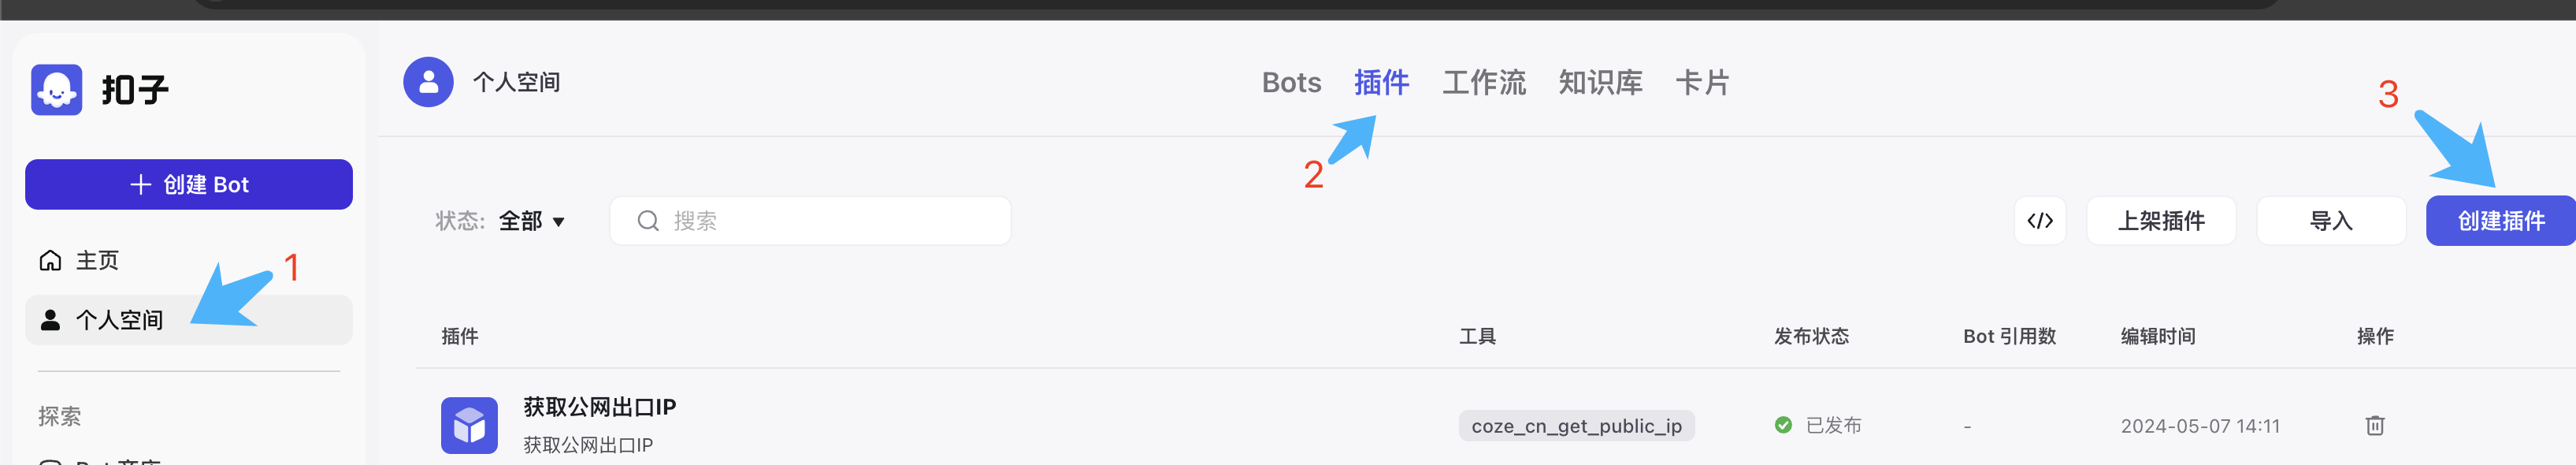 扣子
创建 Bot
主页
个人空间
1
探索
个人空间
Bots 插件 工作流 知识库 卡片
2
3
状态: 全部 搜索
</> 上架插件 导入 创建插件
插件 工具 发布状态 Bot 引用数 编辑时间 操作
获取公网出口IP
获取公网出口IP
coze_cn_get_public_ip 已发布 - 2024-05-07 14:11